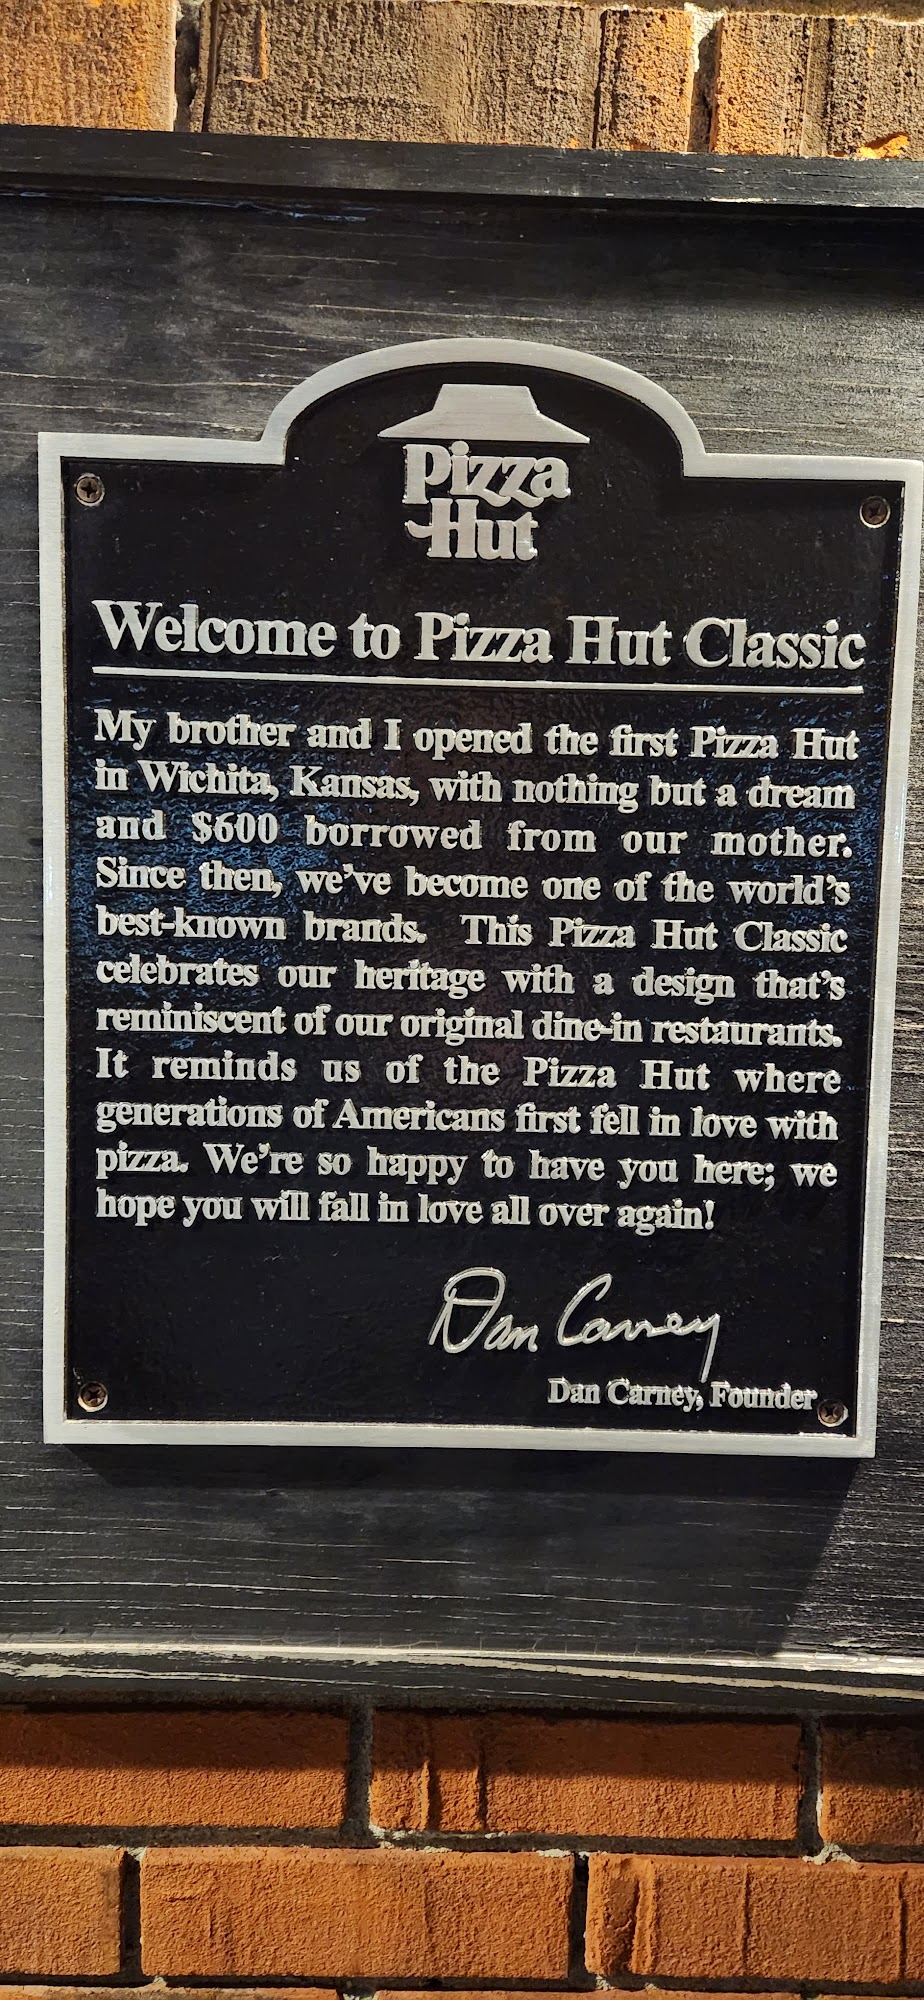 Pizza
Hut
Welcome to Pizza Hut Classic
My brother and I opened the first Pizza Hut
in Wichita, Kansas, with nothing but a dream
and $600 borrowed from our mother.
Since then, we've become one of the world's
best-known brands. This Pizza Hut Classic
celebrates our heritage with a design that's
reminiscent of our original dine-in restaurants.
It reminds us of the Pizza Hut where
generations of Americans first fell in love with
pizza. We're so happy to have you here; we
hope you will fall in love all over again!
Dan Carney
Dan Carney, Founder